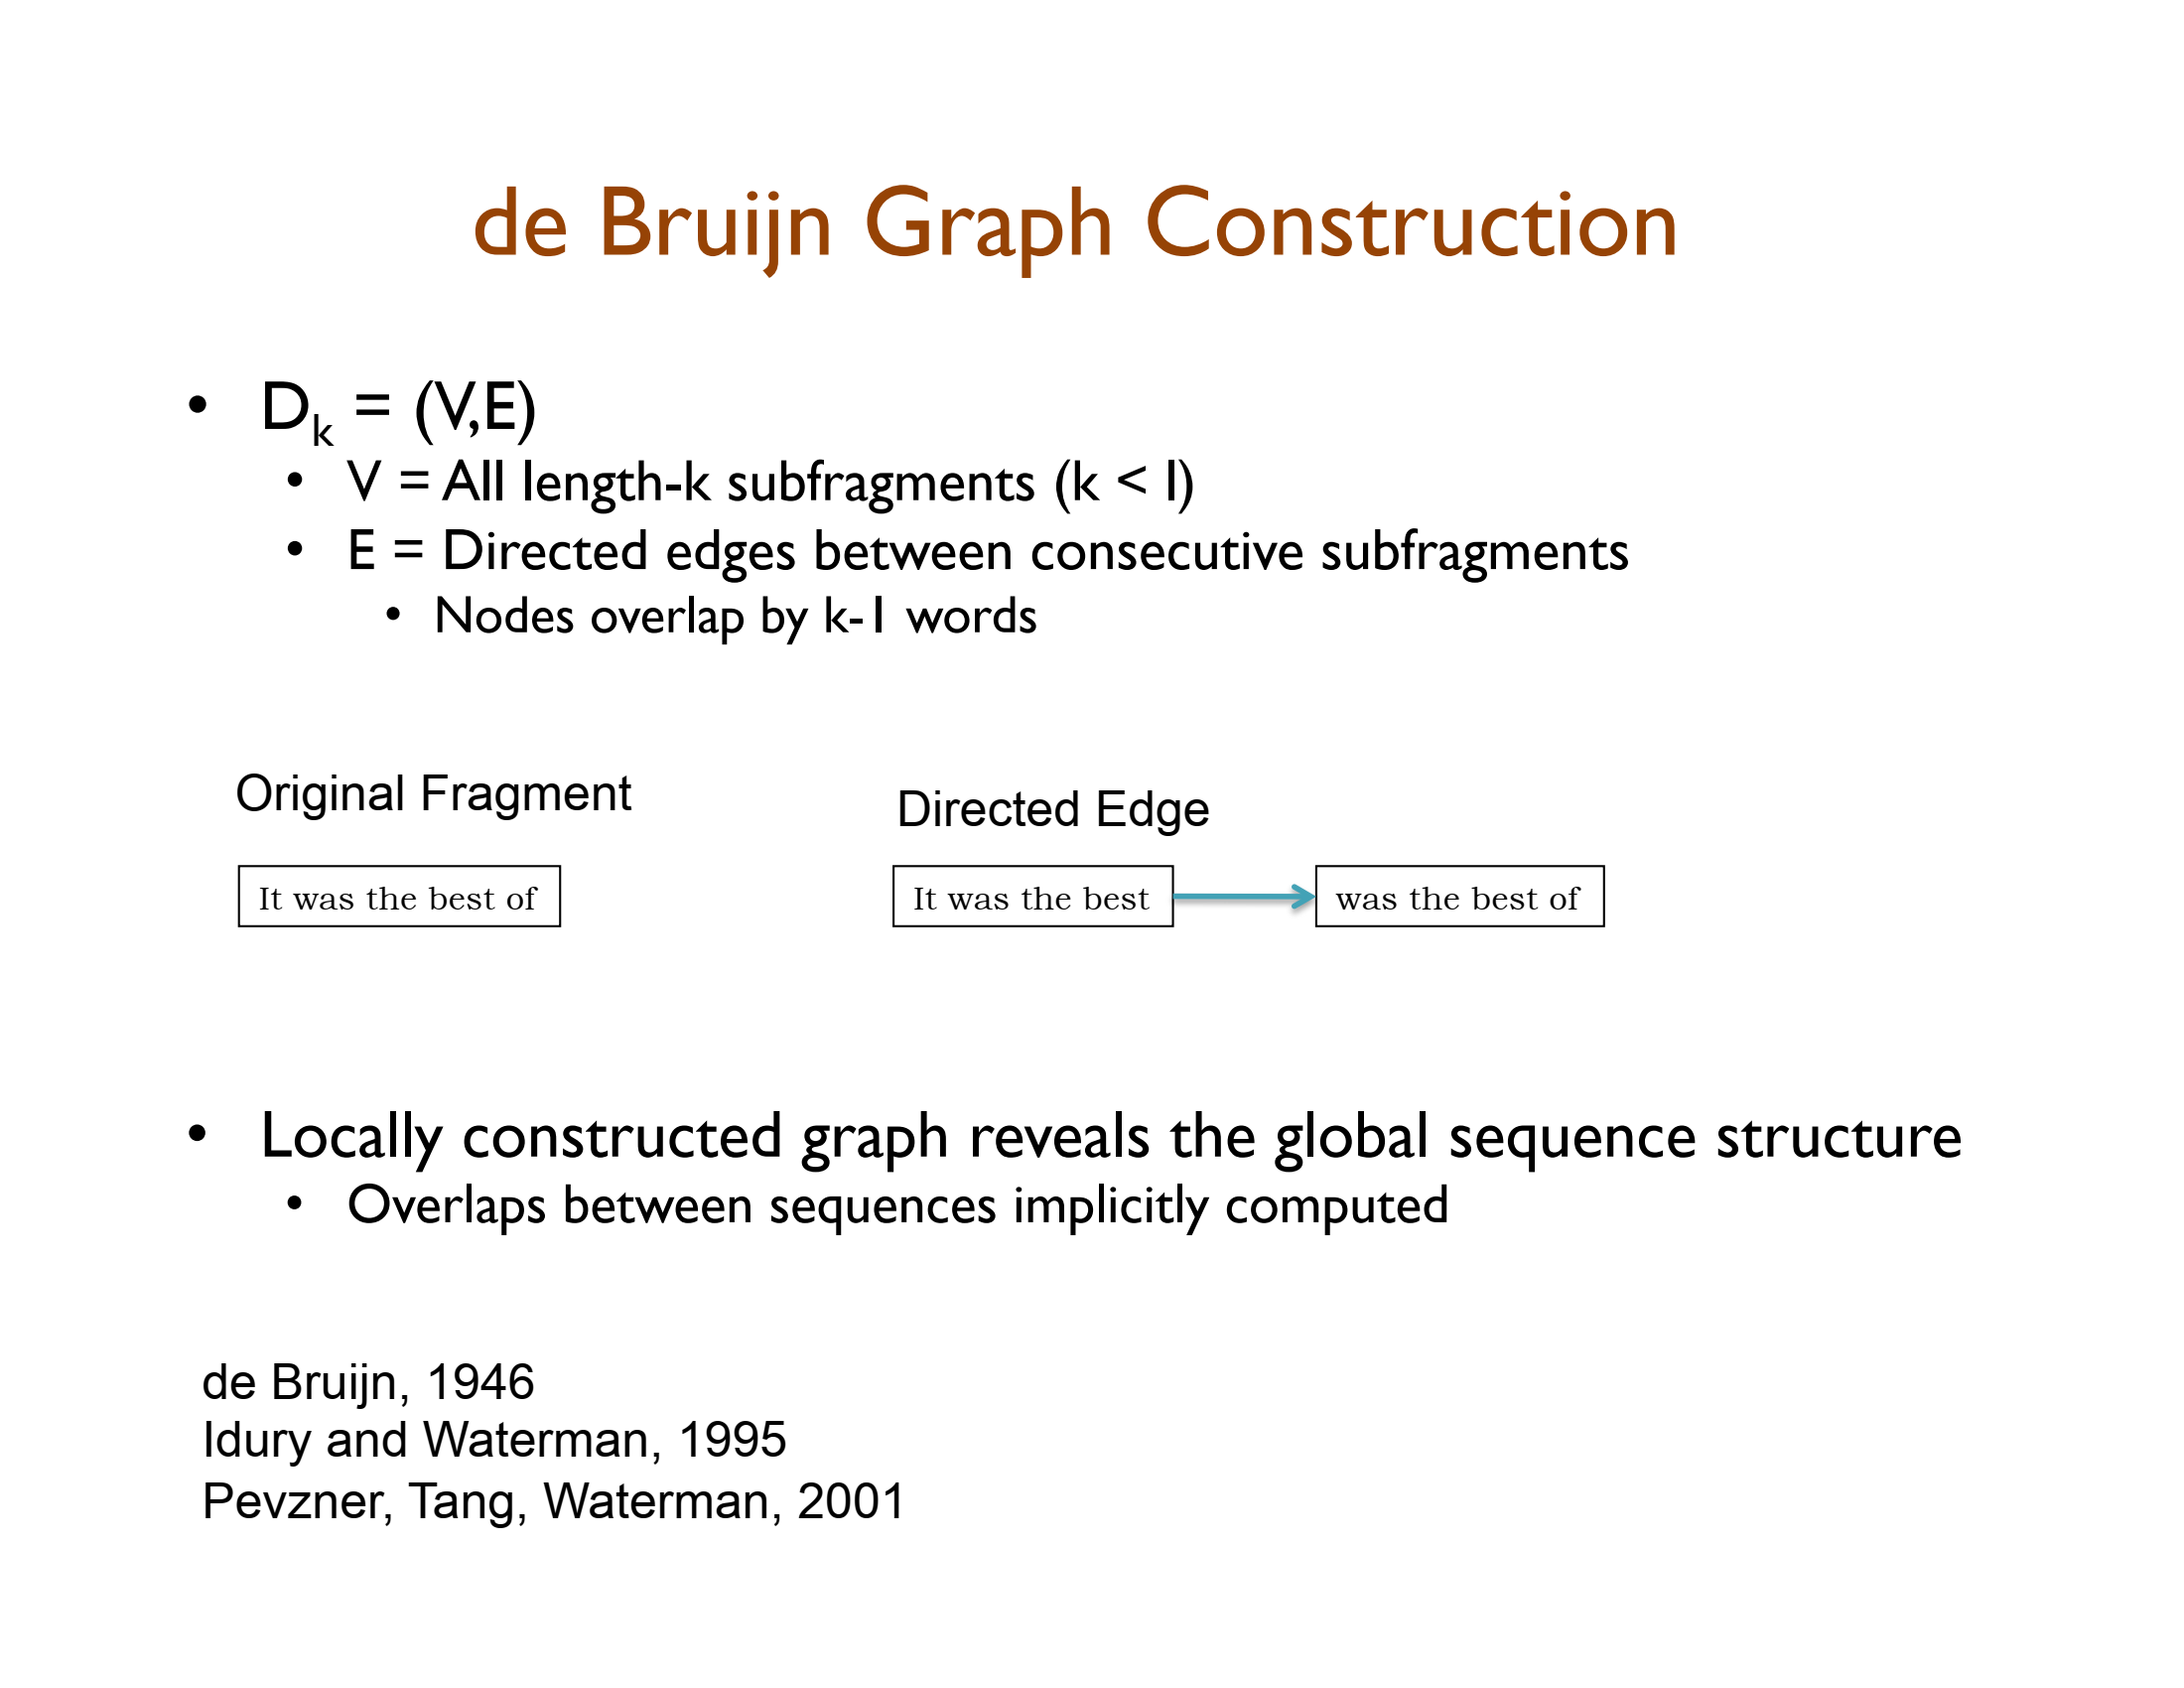 de Bruijn Graph Construction
• Dk = (V,E)
• V = All length-k subfragments (k < l)
• E = Directed edges between consecutive subfragments
• Nodes overlap by k-1 words
Original Fragment
Directed Edge
It was the best of
It was the best
was the best of
• Locally constructed graph reveals the global sequence structure
• Overlaps between sequences implicitly computed
de Bruijn, 1946
Idury and Waterman, 1995
Pevzner, Tang, Waterman, 2001